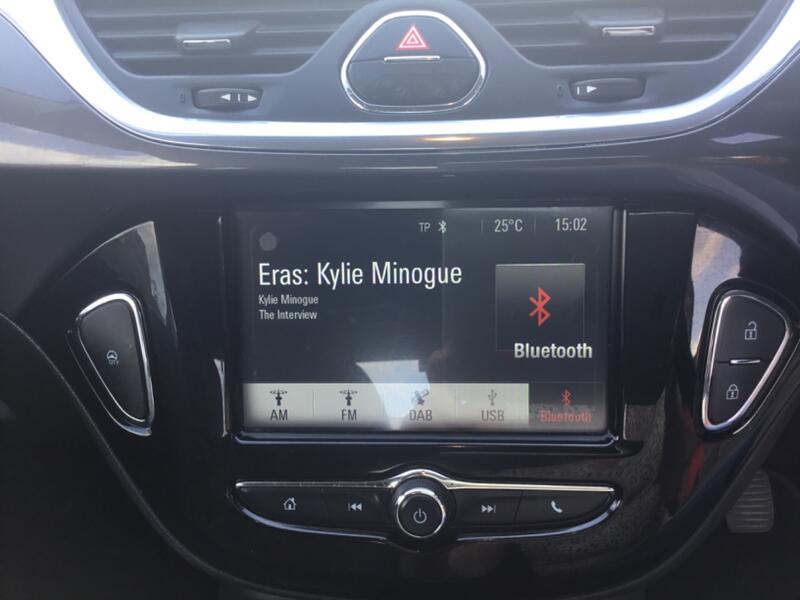 TP 25°C 15:02
Eras: Kylie Minogue
Kylie Minogue
The Interview
Bluetooth
AM FM DAB USB Bluetooth